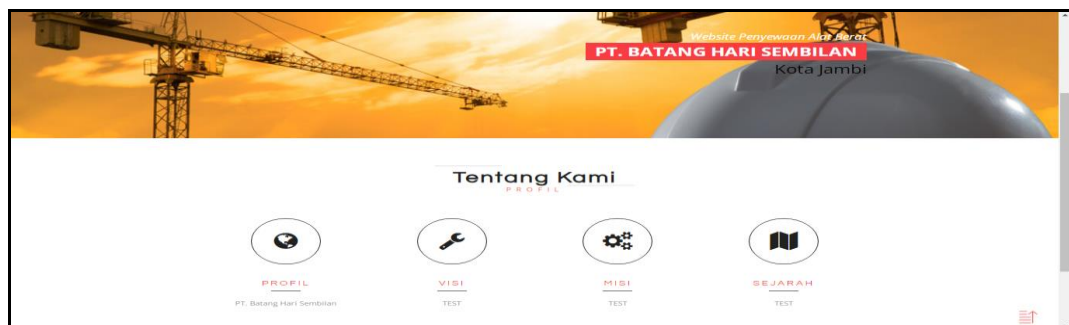 Website Penyewaan Alat Berat
PT. BATANG HARI SEMBILAN
Kota Jambi
Tentang Kami
PROFIL
PROFIL
VISI
MISI
SEJARAH
PT. Batang Hari Sembilan
TEST
TEST
TEST